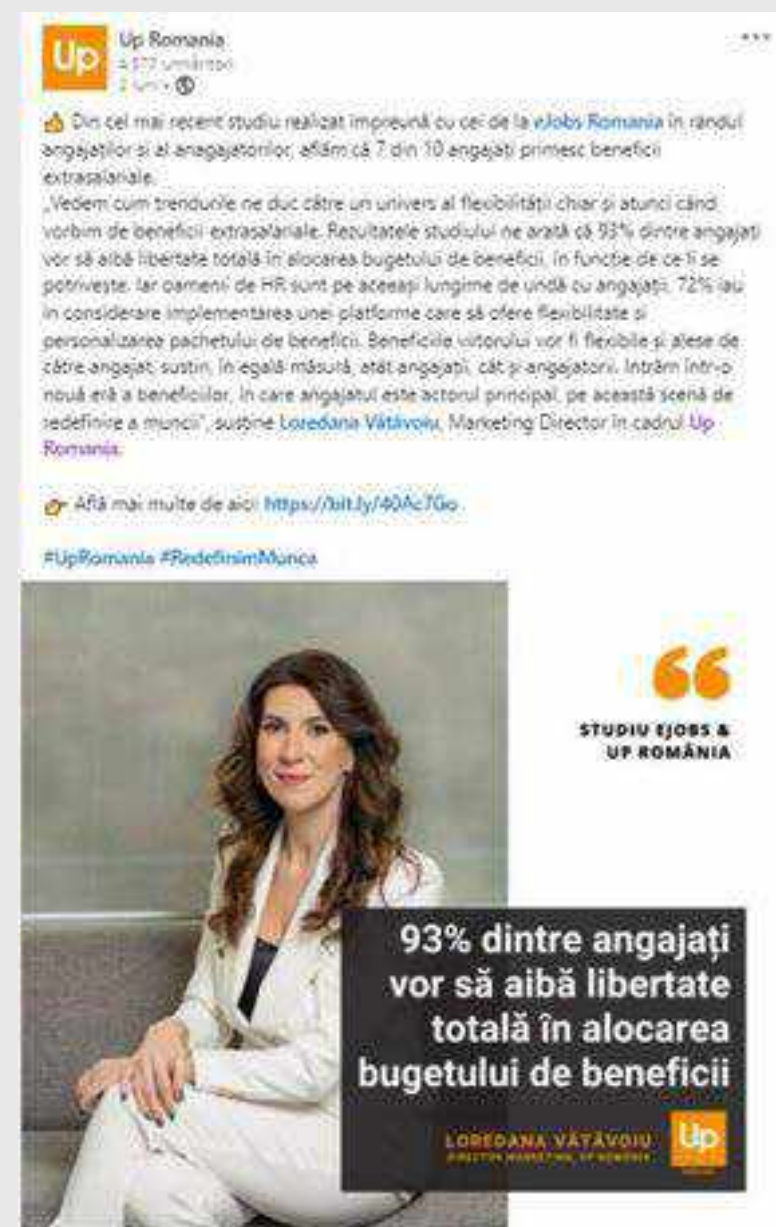 Up
Up Romania
2 luni •
👍 Din cel mai recent studiu realizat împreună cu cei de la eJobs Romania în rândul
angajaților și al anagajatorilor, aflăm că 7 din 10 angajați primesc beneficii
extrasalariale.
„Vedem cum trendurile ne duc către un univers al flexibilității chiar și atunci când
vorbim de beneficii extrasalariale. Rezultatele studiului ne arată că 93% dintre angajați
vor să aibă libertate totală în alocarea bugetului de beneficii, în funcție de ce li se
potrivește. Iar oamenii de HR sunt pe aceeași lungime de undă cu angajații, 72% iau
în considerare implementarea unei platforme care să ofere flexibilitate și
personalizarea pachetului de beneficii. Beneficiile viitorului vor fi flexibile și alese de
către angajat, susțin, în egală măsură, atât angajații, cât și angajatorii. Intrăm într-o
nouă eră a beneficiilor, în care angajatul este actorul principal, pe această scenă de
redefinire a muncii”, susține Loredana Vătăvoiu, Marketing Director în cadrul Up
Romania.
👉 Află mai multe de aici: https://bit.ly/40Ac7Go .
#UpRomania #RedefinimMunca
STUDIU EJOBS &
UP ROMÂNIA
93% dintre angajați
vor să aibă libertate
totală în alocarea
bugetului de beneficii
LOREDANA VĂTĂVOIU
DIRECTOR MARKETING, UP ROMÂNIA
Up